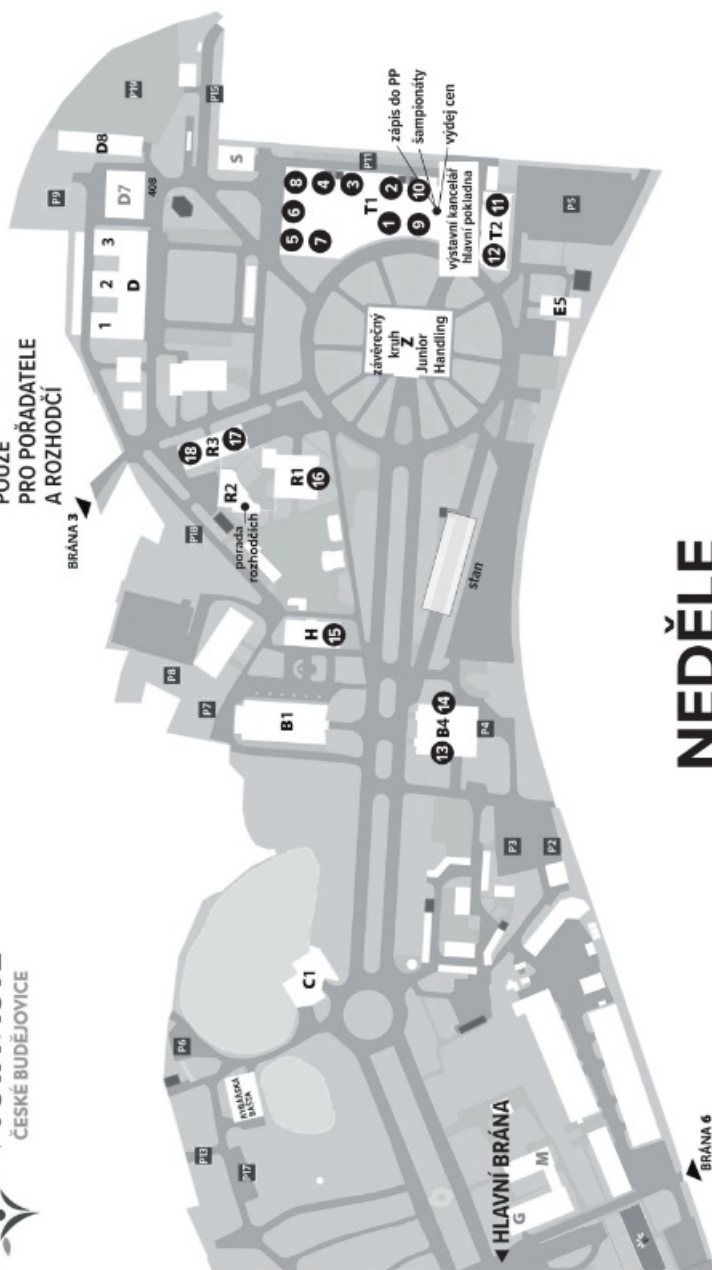 ČESKÉ BUDĚJOVICE
POUZE
PRO POŘADATELE
A ROZHODČÍ
BRÁNA 3
P6
P13
RYBÁŘSKÁ
BAŠTA
P17
C1
HLAVNÍ BRÁNA
G
M
BRÁNA 6
P8
P7
B1
H
15
13
B4
14
P4
P3
P2
P18
porada
rozhodčích
R2
18
R3
17
R1
16
stan
P9
1
2
3
D
D7
408
D8
P19
P15
S
5
6
8
7
4
3
P11
T1
1
2
9
10
zápis do PP
šampionáty
výdej cen
výstavní kancelář
hlavní pokladna
12
T2
11
závěrečný
kruh
Z
Junior
Handling
E5
P5
NEDĚLE